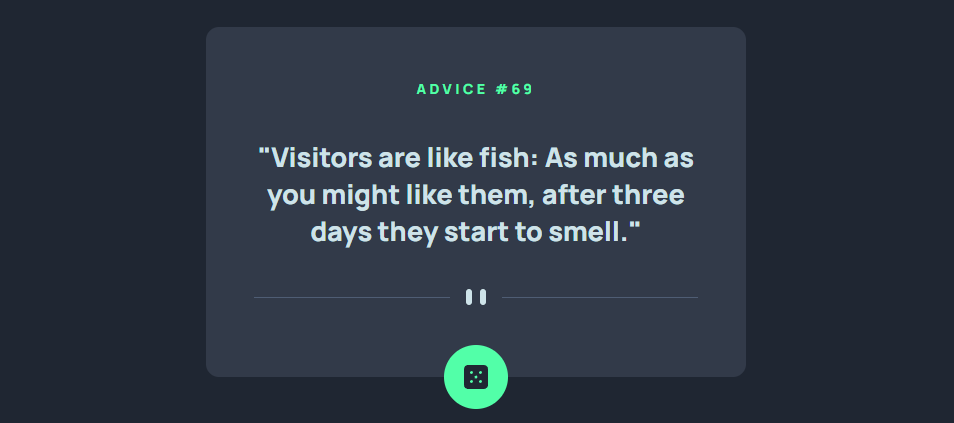 ADVICE #69
"Visitors are like fish: As much as
you might like them, after three
days they start to smell."